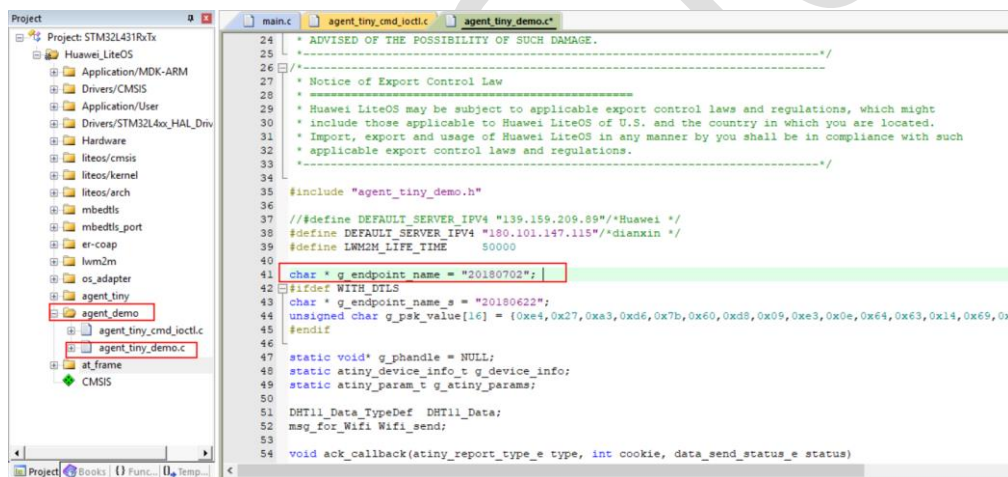 Project
Project: STM32L431RxTx
Huawei_LiteOS
Application/MDK-ARM
Drivers/CMSIS
Application/User
Drivers/STM32L4xx_HAL_Driv
Hardware
liteos/cmsis
liteos/kernel
liteos/arch
mbedtls
mbedtls_port
er-coap
lwm2m
os_adapter
agent_tiny
agent_demo
agent_tiny_cmd_ioctl.c
agent_tiny_demo.c
at_frame
CMSIS
Project Books {} Func... Temp...
main.c agent_tiny_cmd_ioctl.c agent_tiny_demo.c*
24 * ADVISED OF THE POSSIBILITY OF SUCH DAMAGE.
25 *---------------------------------------------------------------------------*/
26 /*----------------------------------------------------------------------------
27 * Notice of Export Control Law
28 * ===============================================
29 * Huawei LiteOS may be subject to applicable export control laws and regulations, which might
30 * include those applicable to Huawei LiteOS of U.S. and the country in which you are located.
31 * Import, export and usage of Huawei LiteOS in any manner by you shall be in compliance with such
32 * applicable export control laws and regulations.
33 *---------------------------------------------------------------------------*/
34
35 #include "agent_tiny_demo.h"
36
37 //#define DEFAULT_SERVER_IPV4 "139.159.209.89"/*Huawei */
38 #define DEFAULT_SERVER_IPV4 "180.101.147.115"/*dianxin */
39 #define LWM2M_LIFE_TIME 50000
40
41 char * g_endpoint_name = "20180702";
42 #ifdef WITH_DTLS
43 char * g_endpoint_name_s = "20180622";
44 unsigned char g_psk_value[16] = {0xe4,0x27,0xa3,0xd6,0x7b,0x60,0xd8,0x09,0xe3,0x0e,0x64,0x63,0x14,0x69,0x
45 #endif
46
47 static void* g_phandle = NULL;
48 static atiny_device_info_t g_device_info;
49 static atiny_param_t g_atiny_params;
50
51 DHT11_Data_TypeDef DHT11_Data;
52 msg_for_Wifi Wifi_send;
53
54 void ack_callback(atiny_report_type_e type, int cookie, data_send_status_e status)